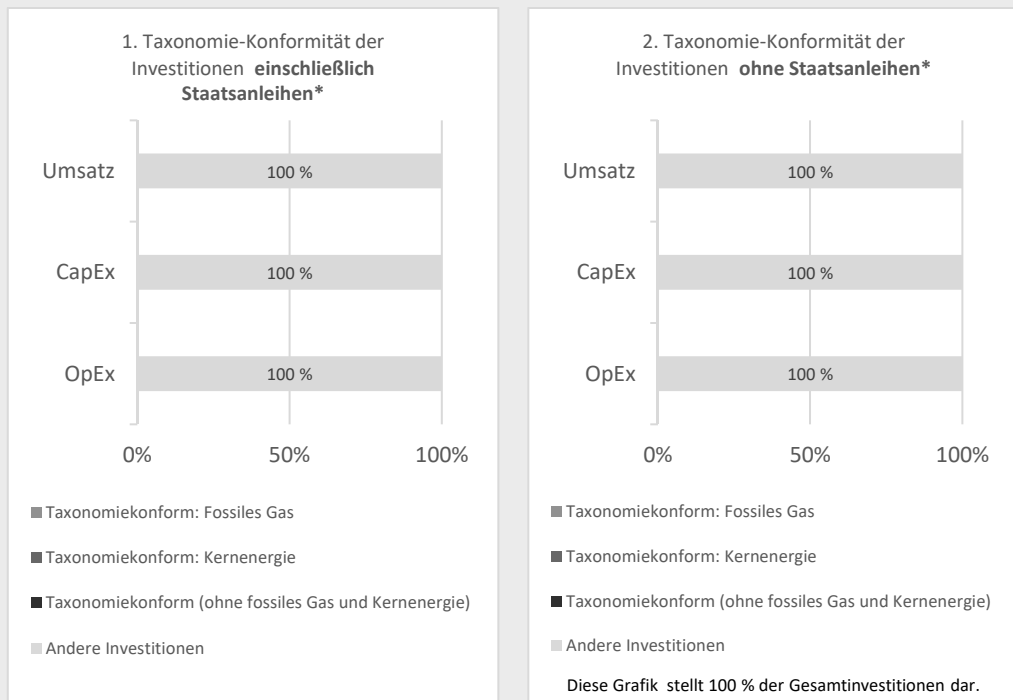 1. Taxonomie-Konformität der
Investitionen einschließlich
Staatsanleihen*
Umsatz
100 %
CapEx
100 %
OpEx
100 %
0%
50%
100%
Taxonomiekonform: Fossiles Gas
Taxonomiekonform: Kernenergie
Taxonomiekonform (ohne fossiles Gas und Kernenergie)
Andere Investitionen
2. Taxonomie-Konformität der
Investitionen ohne Staatsanleihen*
Umsatz
100 %
CapEx
100 %
OpEx
100 %
0%
50%
100%
Taxonomiekonform: Fossiles Gas
Taxonomiekonform: Kernenergie
Taxonomiekonform (ohne fossiles Gas und Kernenergie)
Andere Investitionen
Diese Grafik stellt 100 % der Gesamtinvestitionen dar.